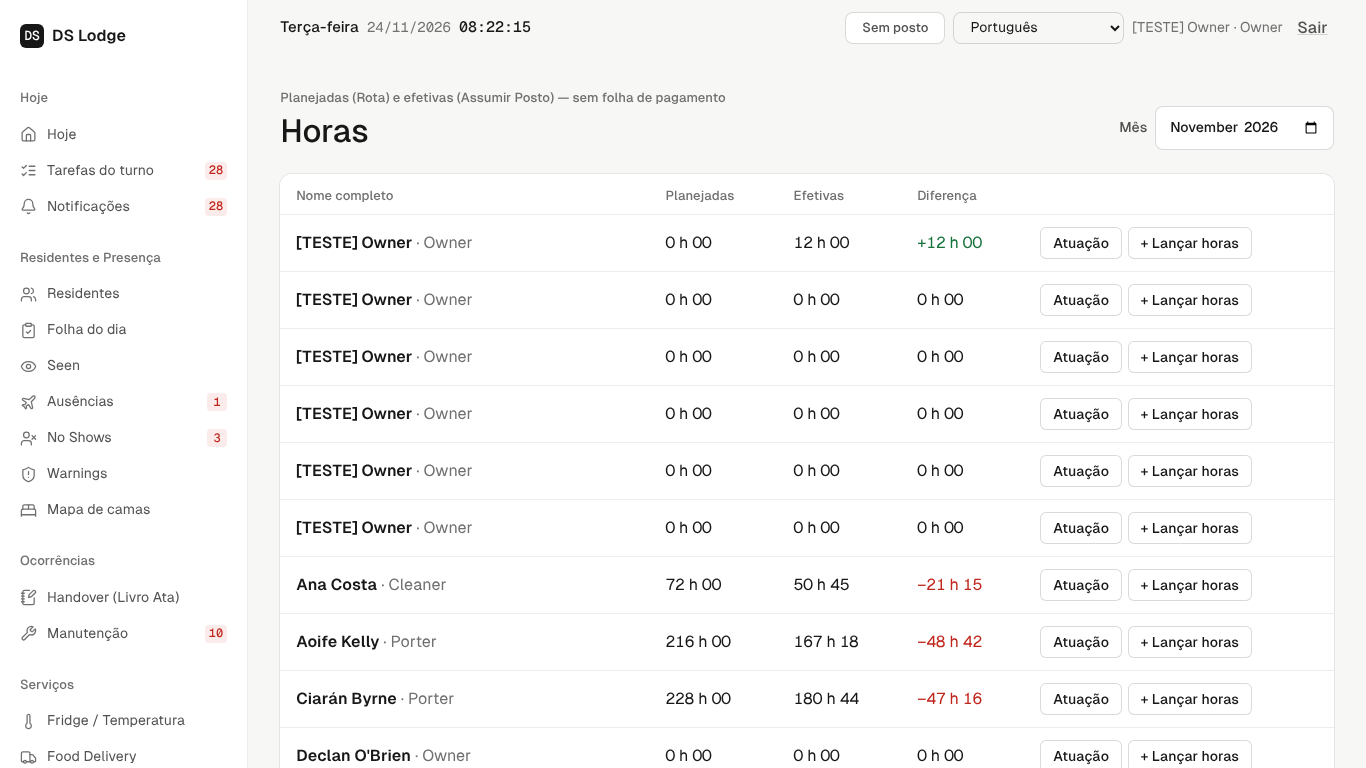 DS DS Lodge
Hoje
Hoje
Tarefas do turno 28
Notificações 28
Residentes e Presença
Residentes
Folha do dia
Seen
Ausências 1
No Shows 3
Warnings
Mapa de camas
Ocorrências
Handover (Livro Ata)
Manutenção 10
Serviços
Fridge / Temperatura
Food Delivery
Terça-feira 24/11/2026 08:22:15 Sem posto Português [TESTE] Owner · Owner Sair
Planejadas (Rota) e efetivas (Assumir Posto) — sem folha de pagamento
Horas
Mês November 2026
Nome completo Planejadas Efetivas Diferença
[TESTE] Owner · Owner 0 h 00 12 h 00 +12 h 00 Atuação + Lançar horas
[TESTE] Owner · Owner 0 h 00 0 h 00 0 h 00 Atuação + Lançar horas
[TESTE] Owner · Owner 0 h 00 0 h 00 0 h 00 Atuação + Lançar horas
[TESTE] Owner · Owner 0 h 00 0 h 00 0 h 00 Atuação + Lançar horas
[TESTE] Owner · Owner 0 h 00 0 h 00 0 h 00 Atuação + Lançar horas
[TESTE] Owner · Owner 0 h 00 0 h 00 0 h 00 Atuação + Lançar horas
Ana Costa · Cleaner 72 h 00 50 h 45 −21 h 15 Atuação + Lançar horas
Aoife Kelly · Porter 216 h 00 167 h 18 −48 h 42 Atuação + Lançar horas
Ciarán Byrne · Porter 228 h 00 180 h 44 −47 h 16 Atuação + Lançar horas
Declan O'Brien · Owner 0 h 00 0 h 00 0 h 00 Atuação + Lançar horas